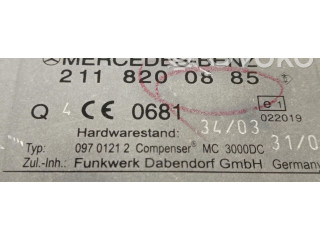 MERCEDES-BENZ
211 820 08 85
Q 4 CE 0681 e1
022019
Hardwarestand: 34/03 31/0
Typ: 097 0121 2 Compenser MC 3000DC
Zul.-Inh.: Funkwerk Dabendorf GmbH Germany